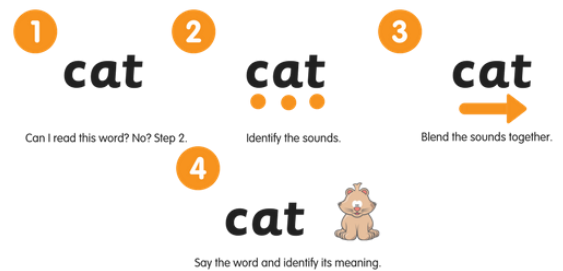 1
cat
Can I read this word? No? Step 2.
2
cat
Identify the sounds.
3
cat
Blend the sounds together.
4
cat
Say the word and identify its meaning.